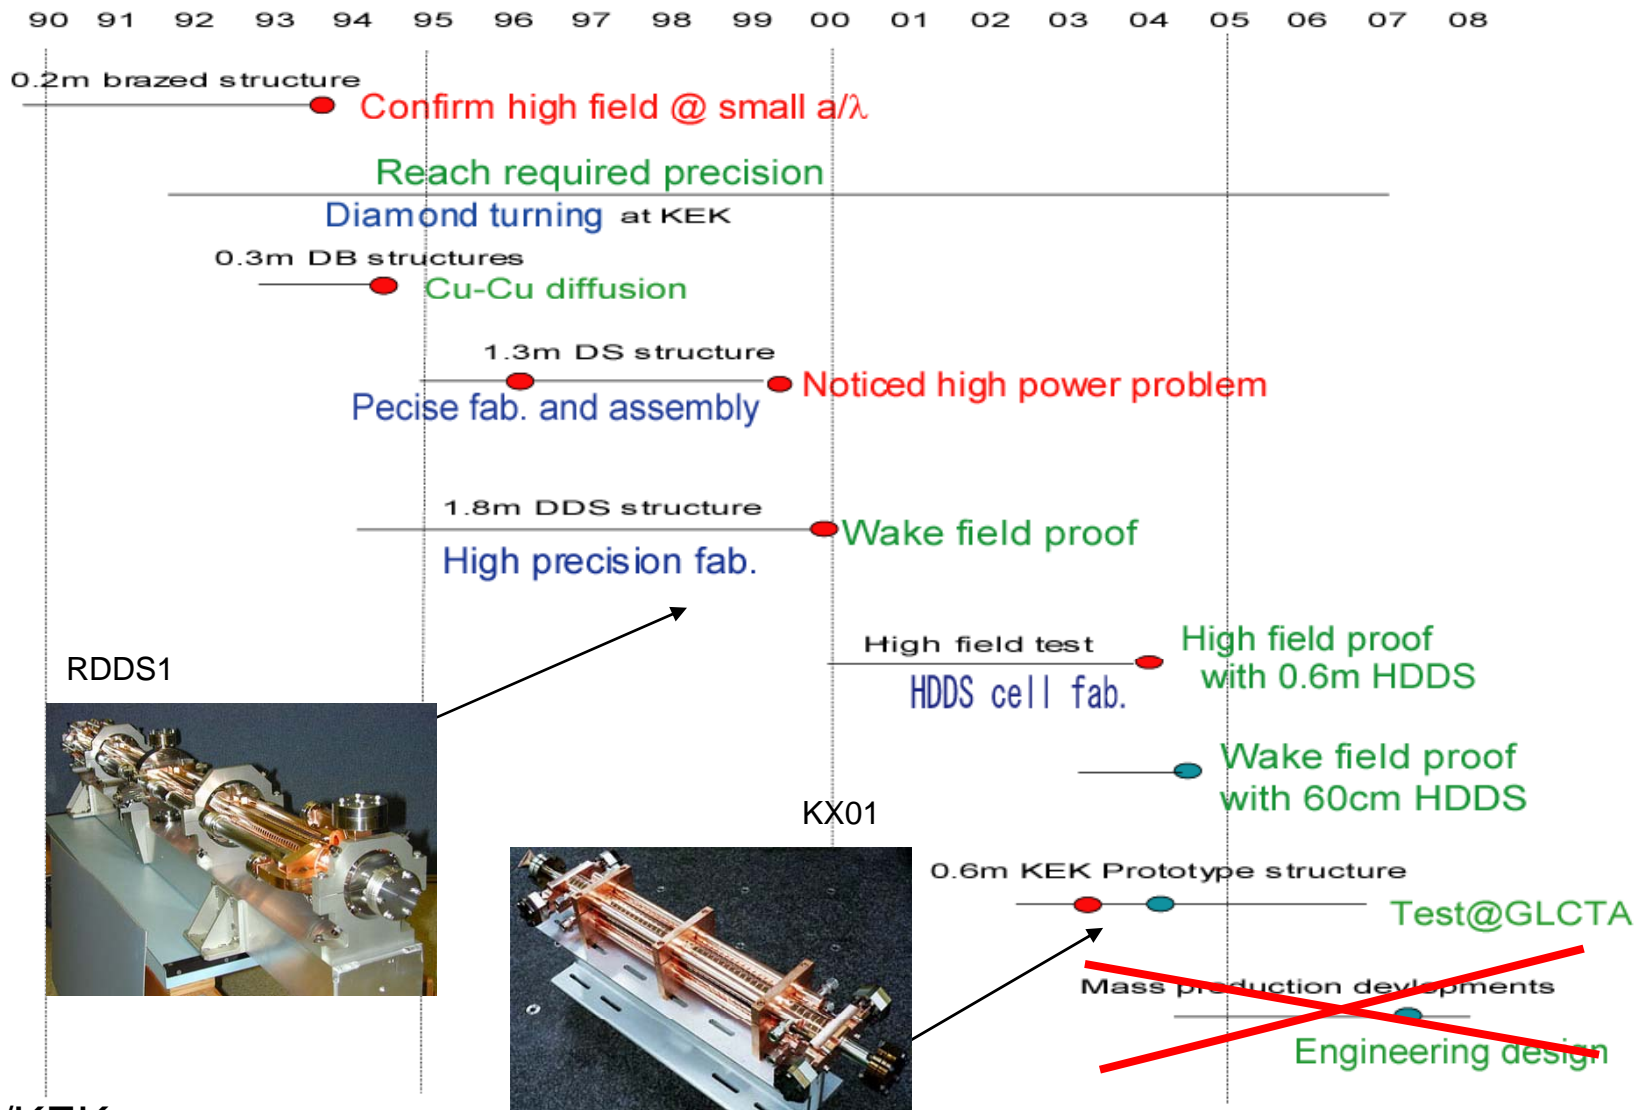 90 91 92 93 94 95 96 97 98 99 00 01 02 03 04 05 06 07 08
0.2m brazed structure
Confirm high field @ small a/λ
Reach required precision
Diamond turning at KEK
0.3m DB structures
Cu-Cu diffusion
1.3m DS structure
Noticed high power problem
Pecise fab. and assembly
1.8m DDS structure
Wake field proof
High precision fab.
High field test
High field proof
with 0.6m HDDS
HDDS cell fab.
RDDS1
Wake field proof
with 60cm HDDS
KX01
0.6m KEK Prototype structure
Test@GLCTA
Mass production devlopments
Engineering design